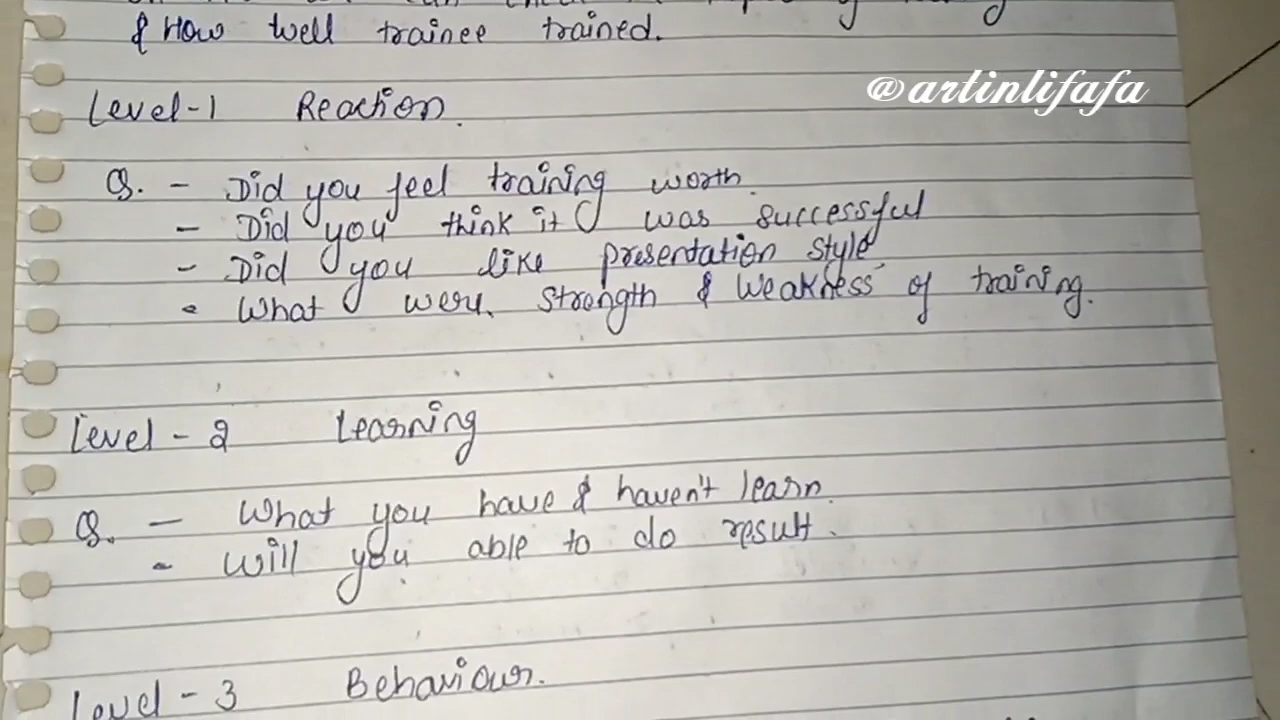 & How well trainee trained.
@artinlifafa
Level-1 Reaction.
Q. - Did you feel training worth.
- Did you think it was successful
- Did you like presentation style
- What were strength & weakness of training.
Level - 2 Learning
Q. - What you have & haven't learn.
- Will you able to do result.
Level - 3 Behaviour.